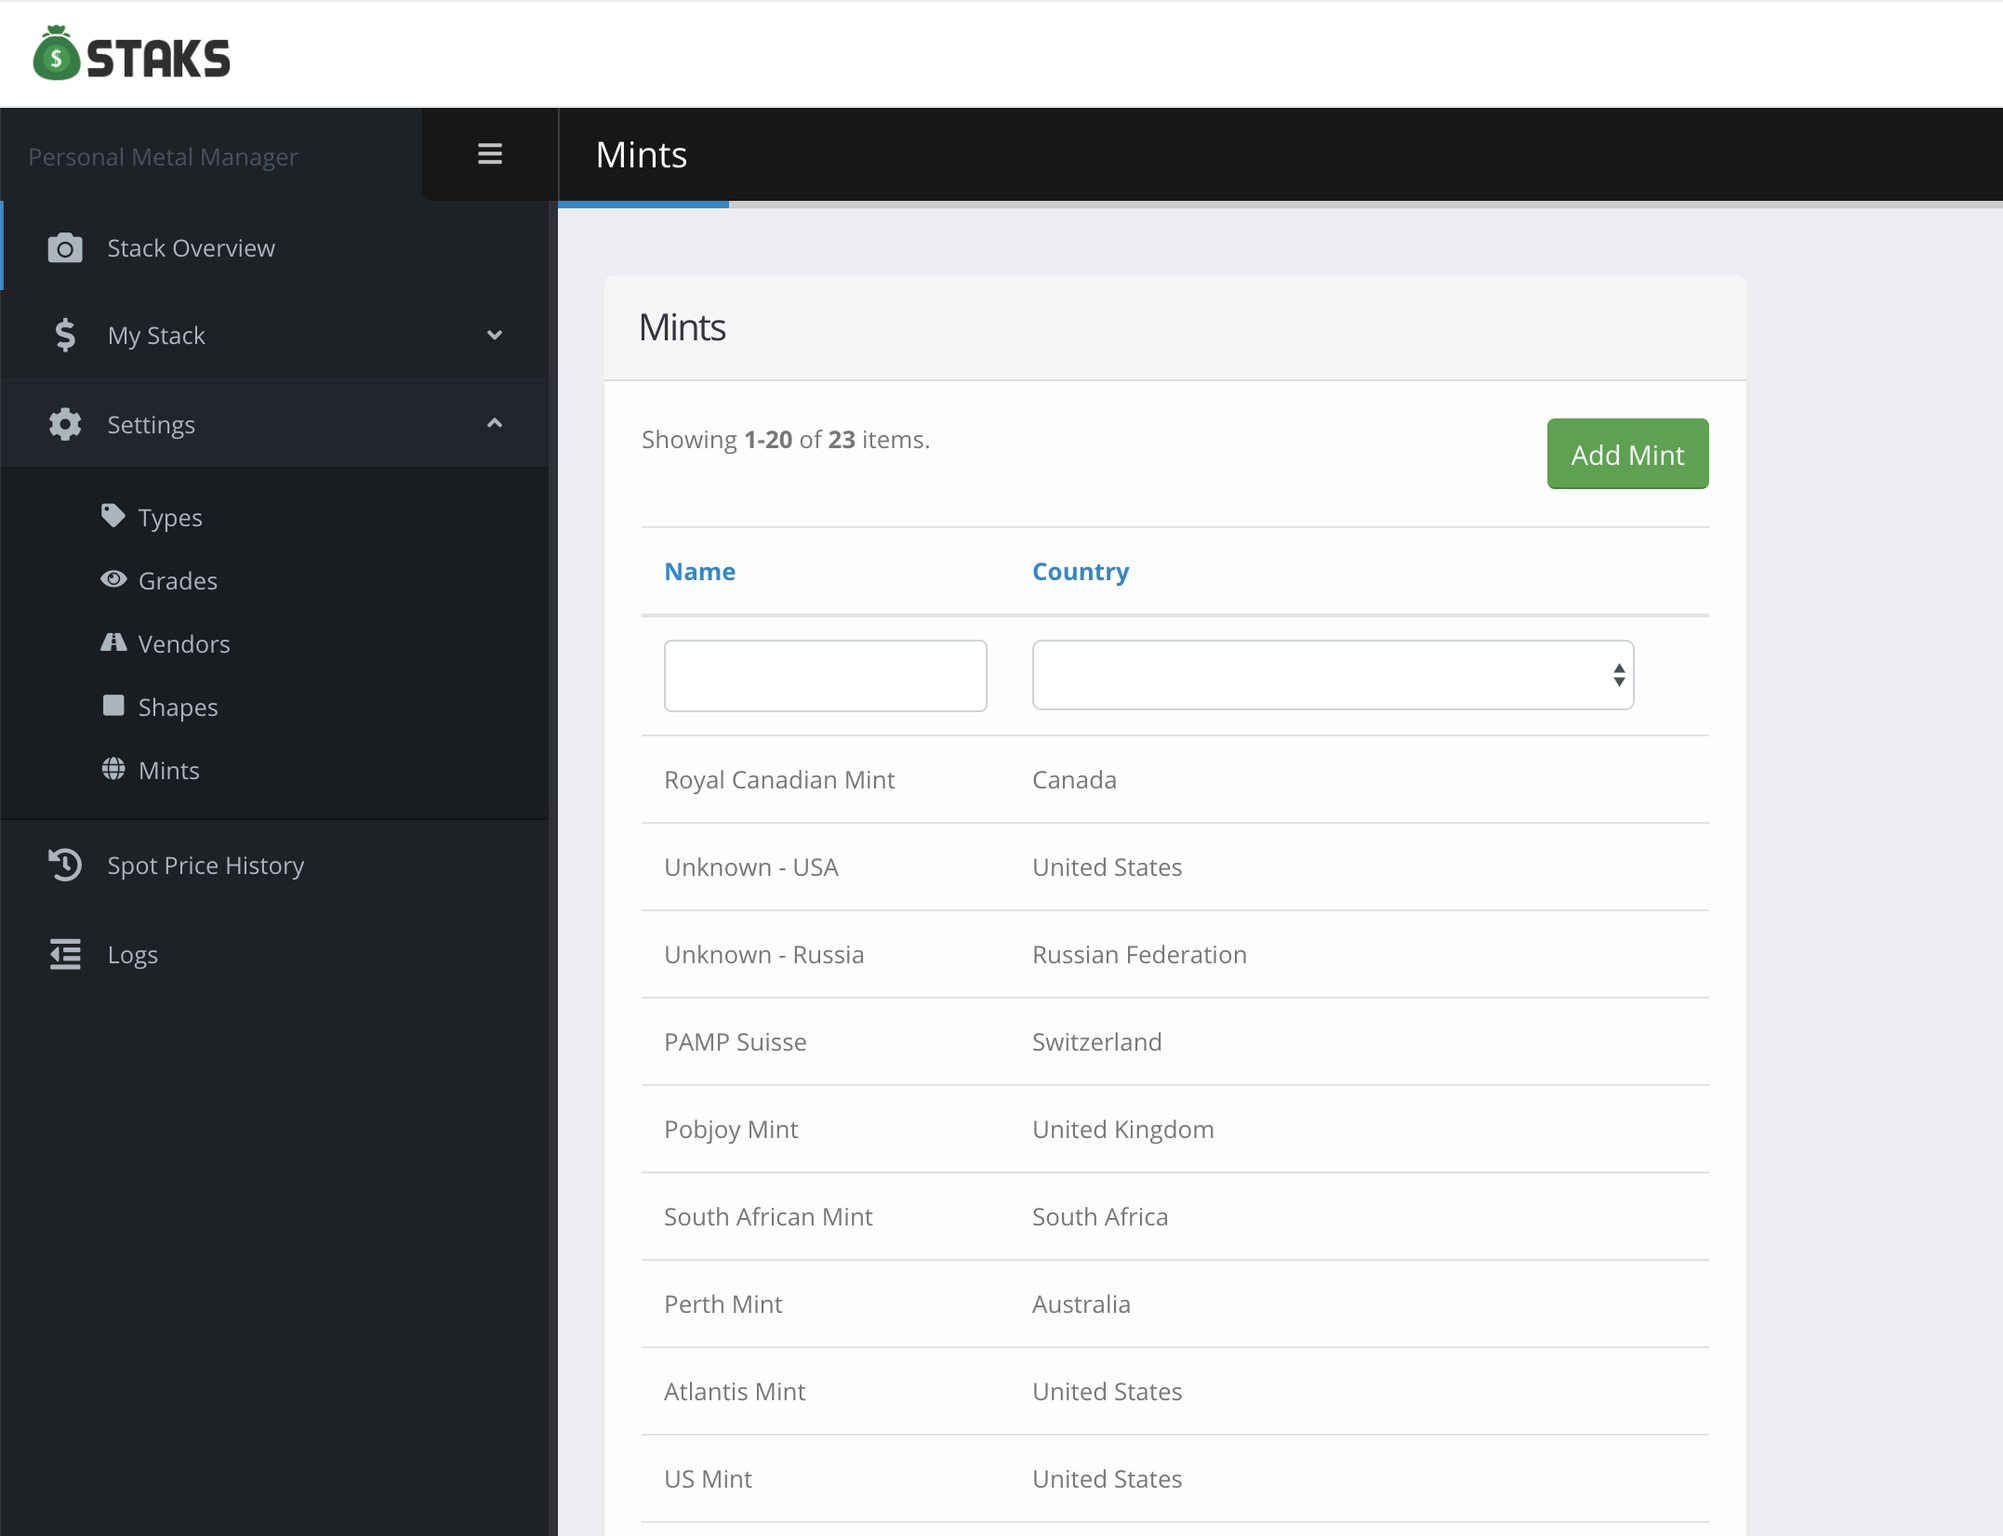 $ STAKS
Personal Metal Manager
Mints
Stack Overview
My Stack
Settings
Types
Grades
Vendors
Shapes
Mints
Spot Price History
Logs
Mints
Showing 1-20 of 23 items.
Add Mint
Name Country
Royal Canadian Mint Canada
Unknown - USA United States
Unknown - Russia Russian Federation
PAMP Suisse Switzerland
Pobjoy Mint United Kingdom
South African Mint South Africa
Perth Mint Australia
Atlantis Mint United States
US Mint United States